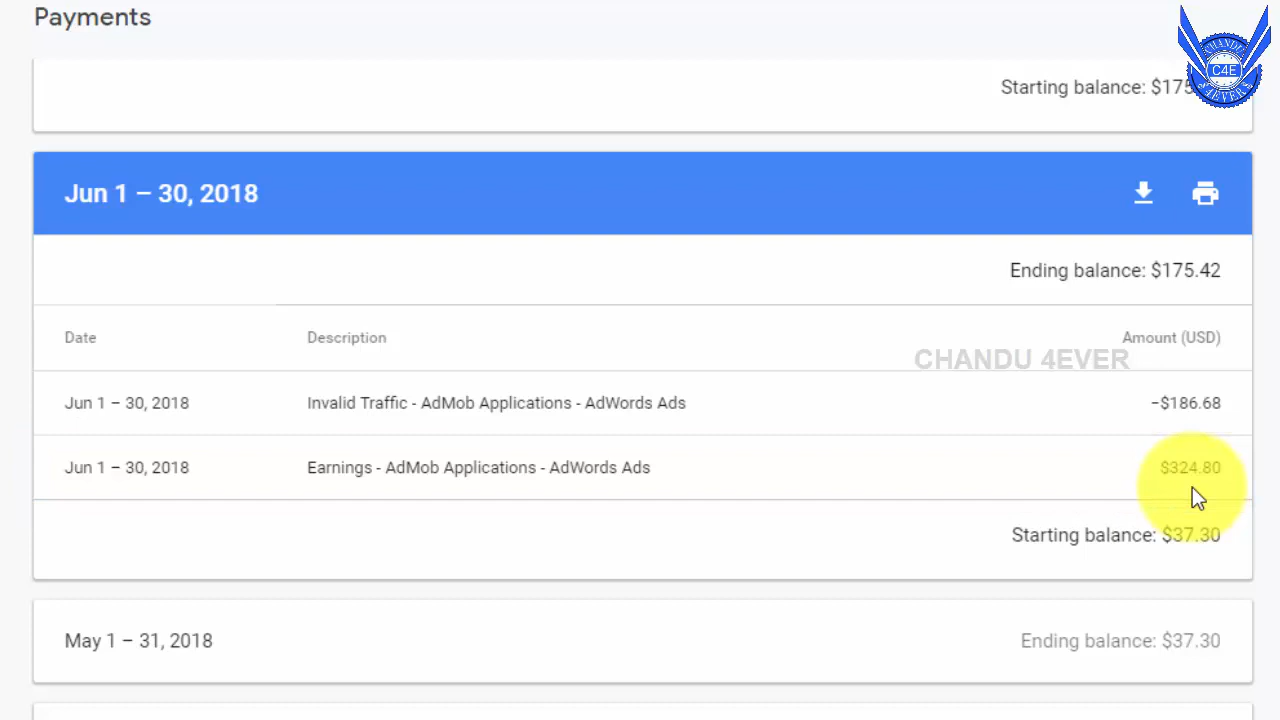 Payments
Starting balance: $175
C4E
Jun 1 – 30, 2018
Ending balance: $175.42
Date Description Amount (USD)
CHANDU 4EVER
Jun 1 – 30, 2018 Invalid Traffic - AdMob Applications - AdWords Ads −$186.68
Jun 1 – 30, 2018 Earnings - AdMob Applications - AdWords Ads $324.80
Starting balance: $37.30
May 1 – 31, 2018 Ending balance: $37.30